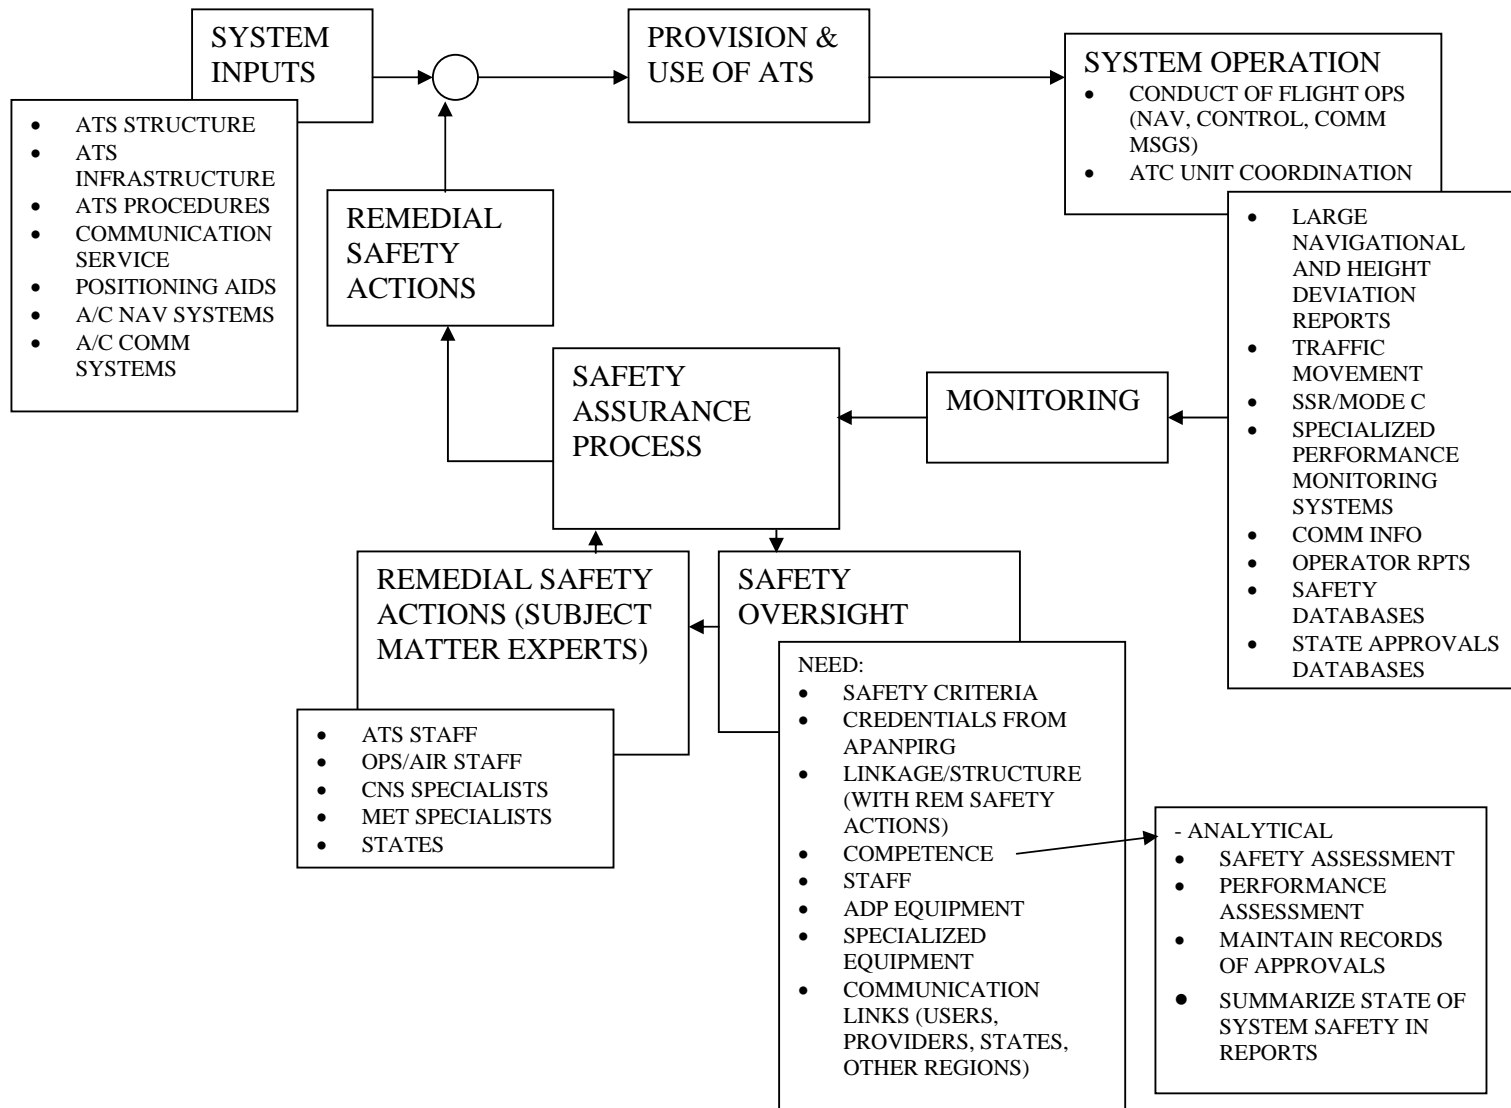 SYSTEM
INPUTS
• ATS STRUCTURE
• ATS
INFRASTRUCTURE
• ATS PROCEDURES
• COMMUNICATION
SERVICE
• POSITIONING AIDS
• A/C NAV SYSTEMS
• A/C COMM
SYSTEMS
PROVISION &
USE OF ATS
SYSTEM OPERATION
• CONDUCT OF FLIGHT OPS
(NAV, CONTROL, COMM
MSGS)
• ATC UNIT COORDINATION
• LARGE
NAVIGATIONAL
AND HEIGHT
DEVIATION
REPORTS
• TRAFFIC
MOVEMENT
• SSR/MODE C
• SPECIALIZED
PERFORMANCE
MONITORING
SYSTEMS
• COMM INFO
• OPERATOR RPTS
• SAFETY
DATABASES
• STATE APPROVALS
DATABASES
REMEDIAL
SAFETY
ACTIONS
SAFETY
ASSURANCE
PROCESS
MONITORING
REMEDIAL SAFETY
ACTIONS (SUBJECT
MATTER EXPERTS)
• ATS STAFF
• OPS/AIR STAFF
• CNS SPECIALISTS
• MET SPECIALISTS
• STATES
SAFETY
OVERSIGHT
NEED:
• SAFETY CRITERIA
• CREDENTIALS FROM
APANPIRG
• LINKAGE/STRUCTURE
(WITH REM SAFETY
ACTIONS)
• COMPETENCE
• STAFF
• ADP EQUIPMENT
• SPECIALIZED
EQUIPMENT
• COMMUNICATION
LINKS (USERS,
PROVIDERS, STATES,
OTHER REGIONS)
- ANALYTICAL
• SAFETY ASSESSMENT
• PERFORMANCE
ASSESSMENT
• MAINTAIN RECORDS
OF APPROVALS
• SUMMARIZE STATE OF
SYSTEM SAFETY IN
REPORTS